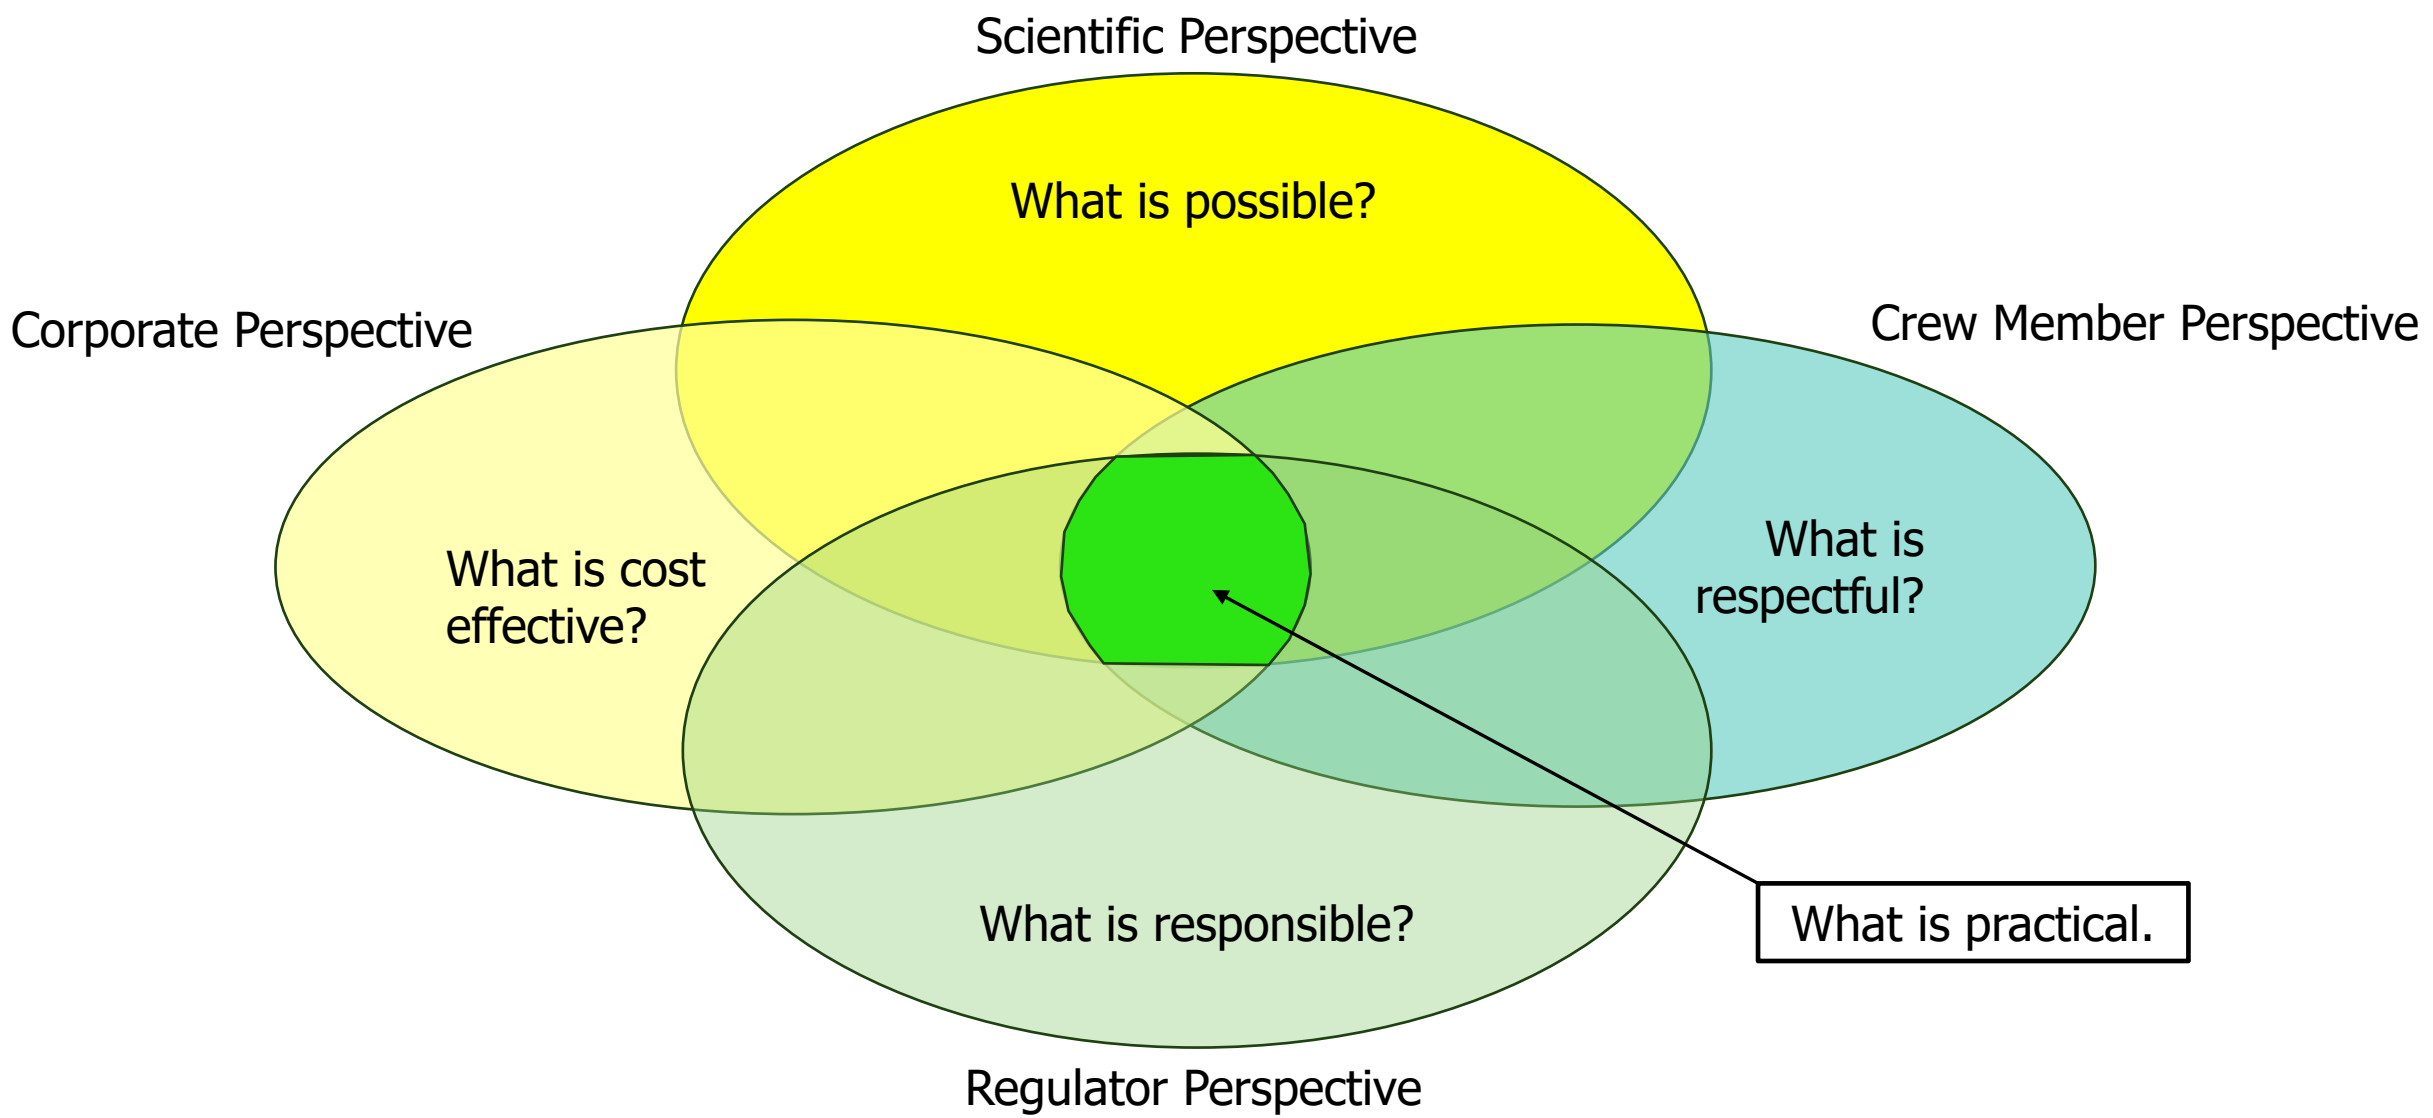 Scientific Perspective
What is possible?
Corporate Perspective
Crew Member Perspective
What is cost
effective?
What is
respectful?
What is responsible?
What is practical.
Regulator Perspective